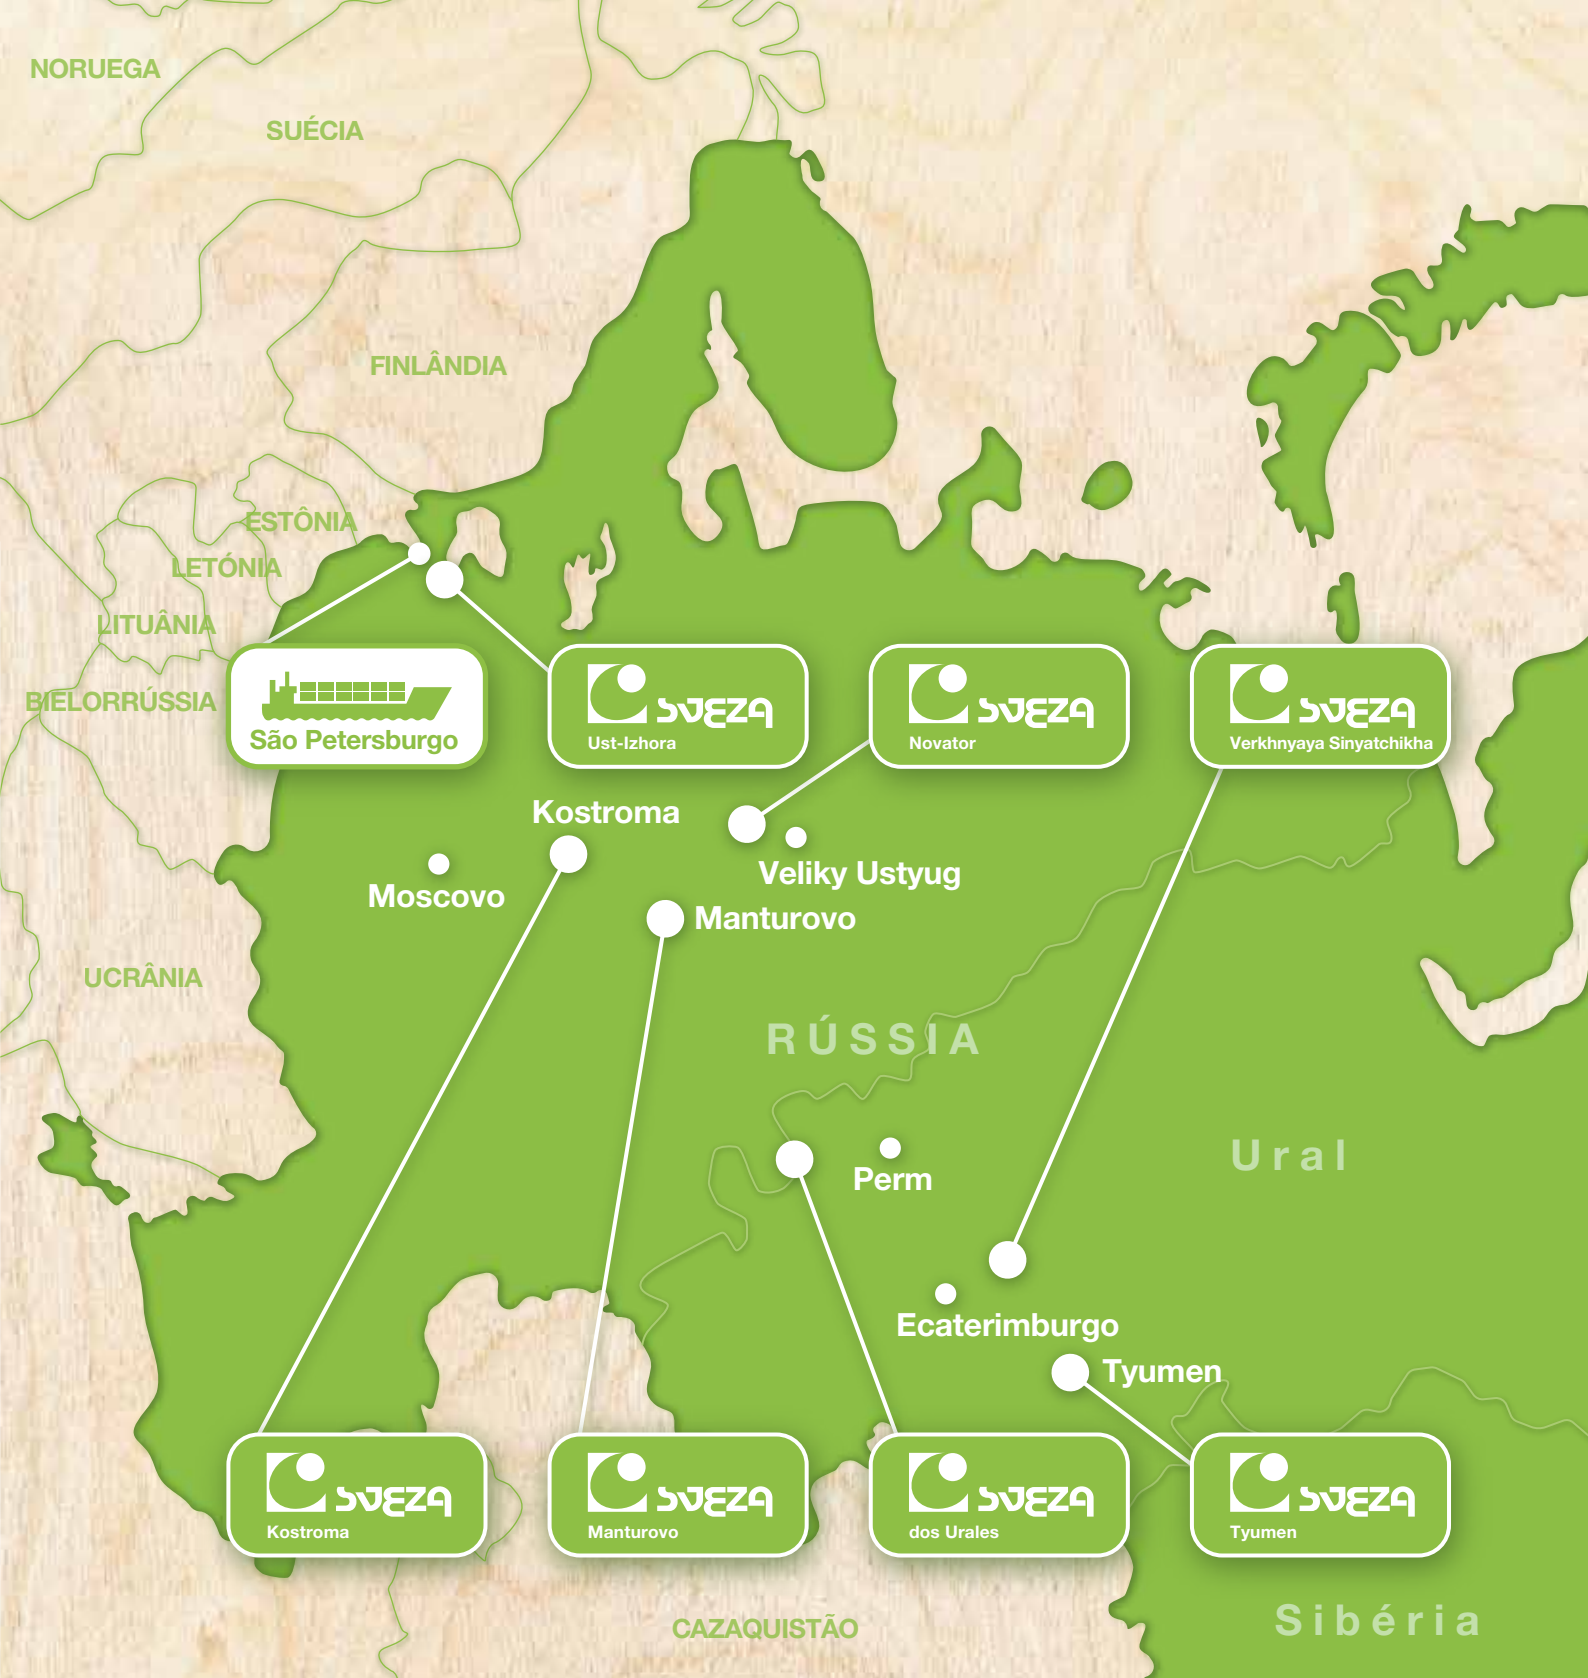 NORUEGA
SUÉCIA
FINLÂNDIA
ESTÔNIA
LETÓNIA
LITUÂNIA
BIELORRÚSSIA
São Petersburgo
SVEZA
Ust-Izhora
SVEZA
Novator
SVEZA
Verkhnyaya Sinyatchikha
Kostroma
Veliky Ustyug
Moscovo
Manturovo
UCRÂNIA
RÚSSIA
Ural
Perm
Ecaterimburgo
Tyumen
SVEZA
Kostroma
SVEZA
Manturovo
SVEZA
dos Urales
SVEZA
Tyumen
Sibéria
CAZAQUISTÃO